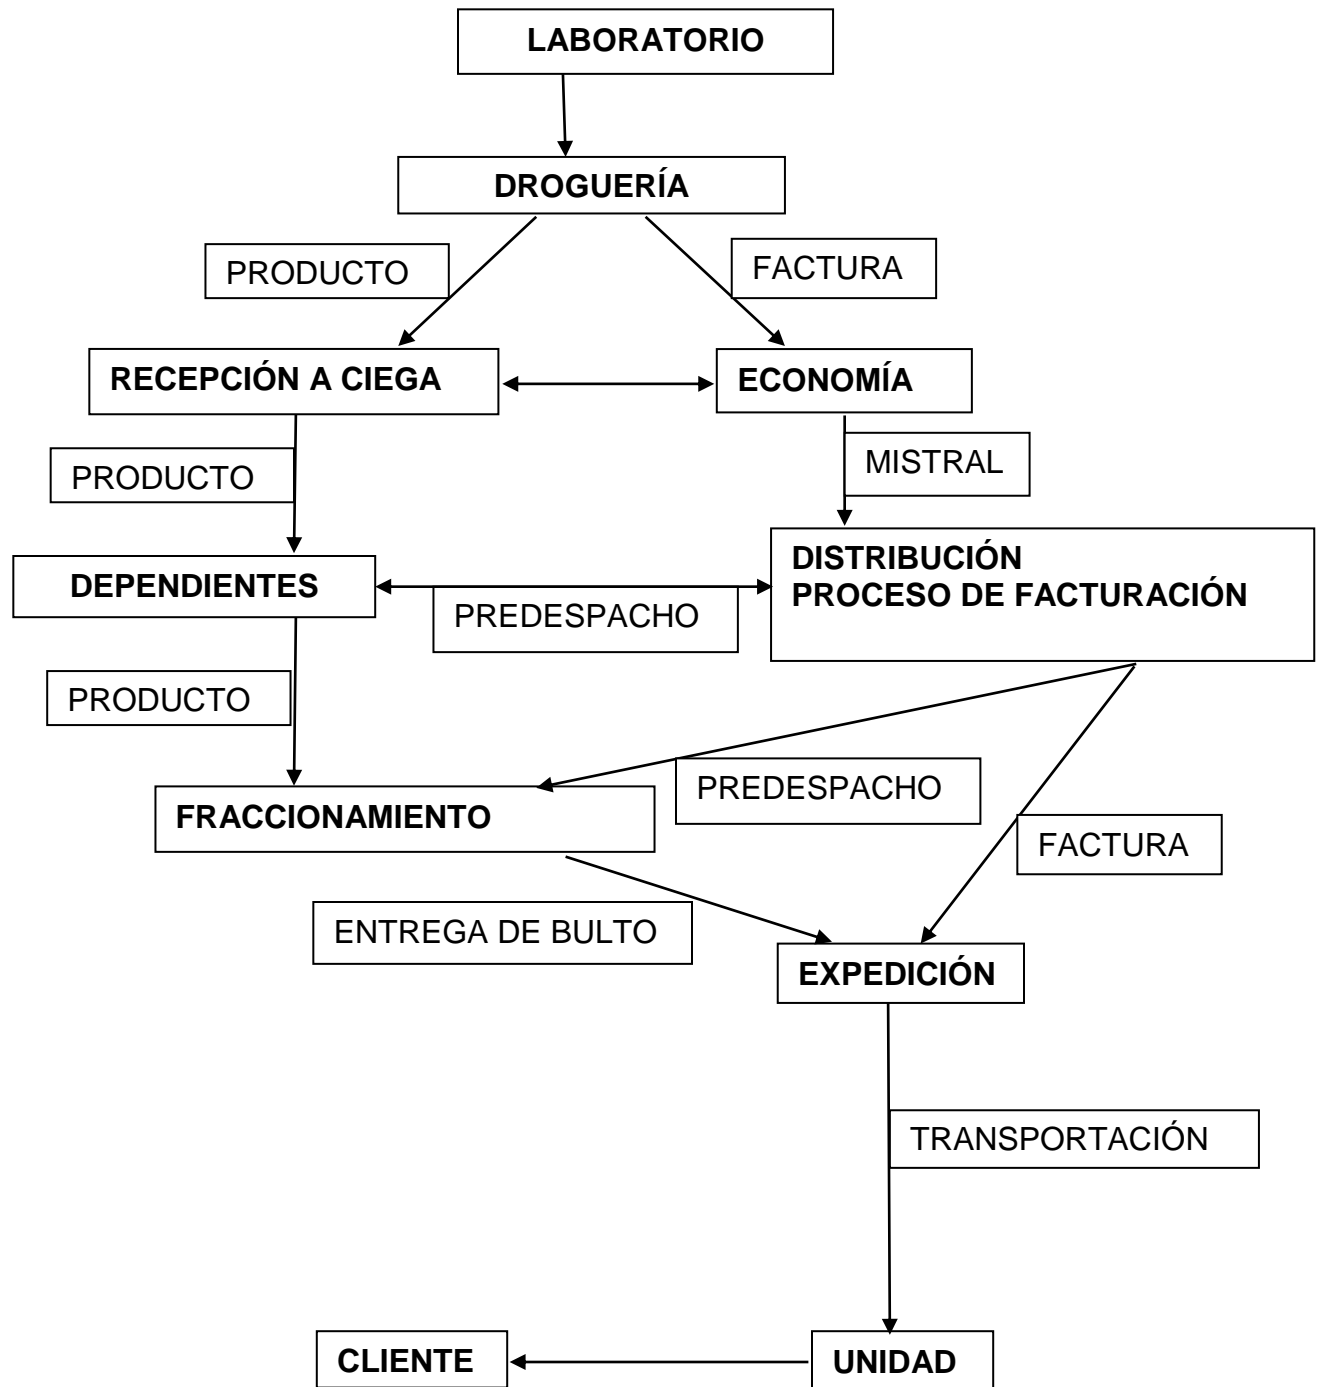 LABORATORIO
DROGUERÍA
PRODUCTO
FACTURA
RECEPCIÓN A CIEGA
ECONOMÍA
PRODUCTO
MISTRAL
DEPENDIENTES
PREDESPACHO
DISTRIBUCIÓN
PROCESO DE FACTURACIÓN
PRODUCTO
PREDESPACHO
FRACCIONAMIENTO
FACTURA
ENTREGA DE BULTO
EXPEDICIÓN
TRANSPORTACIÓN
CLIENTE
UNIDAD